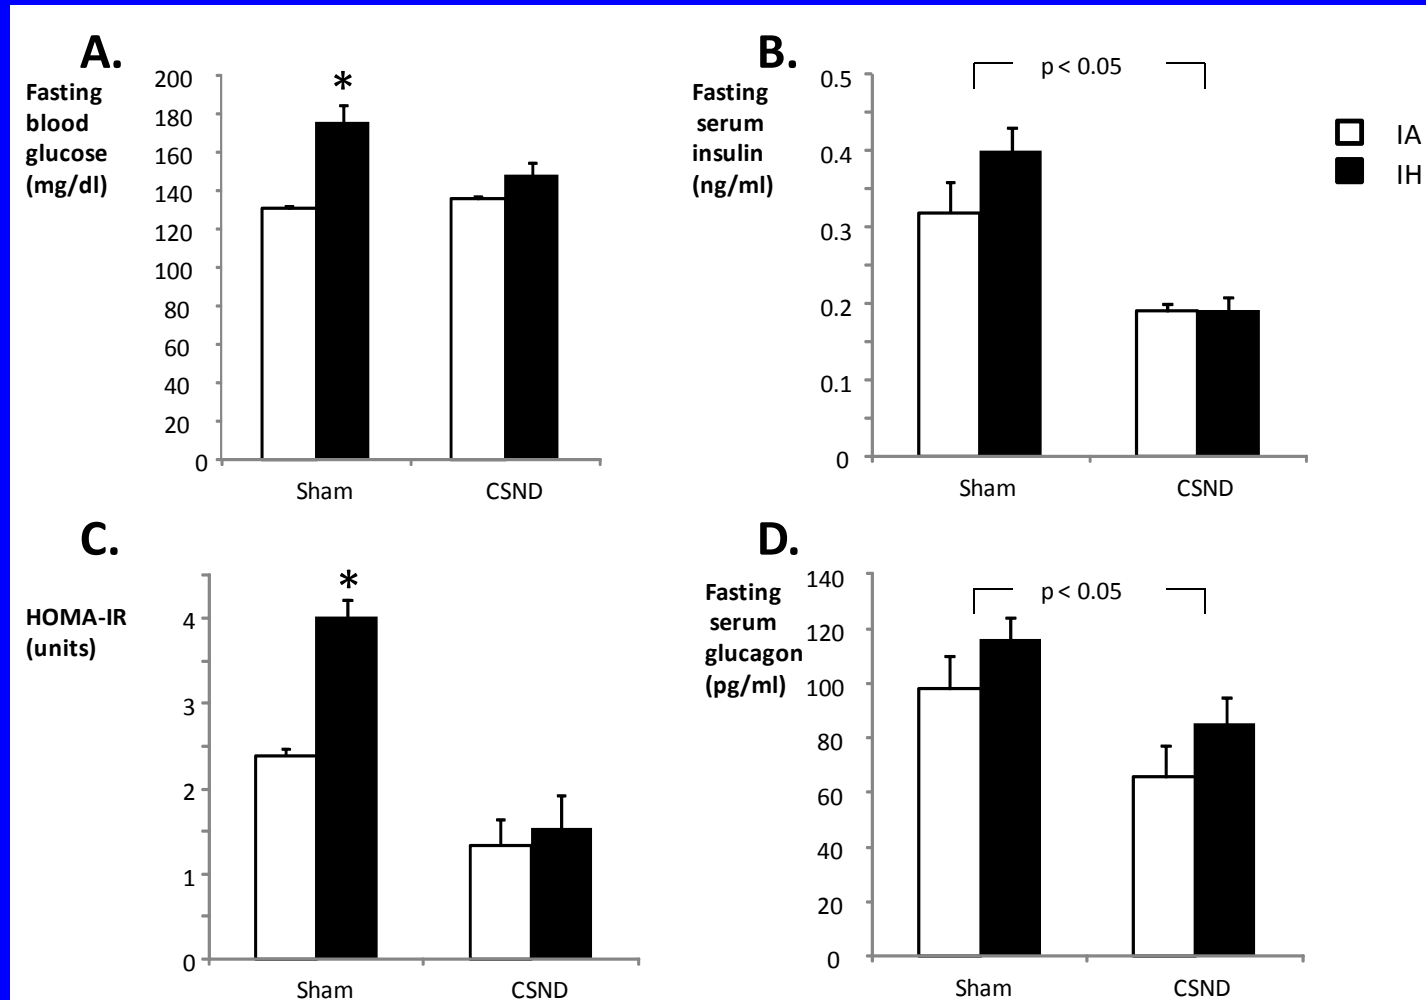 A.
Fasting
blood
glucose
(mg/dl)
200
180
160
140
120
100
80
60
40
20
0
*
Sham
CSND
B.
Fasting
serum
insulin
(ng/ml)
p < 0.05
0.5
0.4
0.3
0.2
0.1
0
Sham
CSND
IA
IH
C.
HOMA-IR
(units)
4
3
2
1
0
*
Sham
CSND
D.
Fasting
serum
glucagon
(pg/ml)
p < 0.05
140
120
100
80
60
40
20
0
Sham
CSND